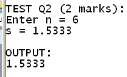 TEST Q2 (2 marks):
Enter n = 6
s = 1.5333
OUTPUT:
1.5333